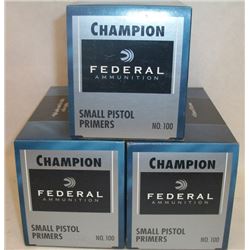 CHAMPION
FEDERAL
AMMUNITION
SMALL PISTOL
PRIMERS
NO. 100
CHAMPION
FEDERAL
AMMUNITION
SMALL PISTOL
PRIMERS
NO. 100
CHAMPION
FEDERAL
AMMUNITION
SMALL PISTOL
PRIMERS
NO. 100